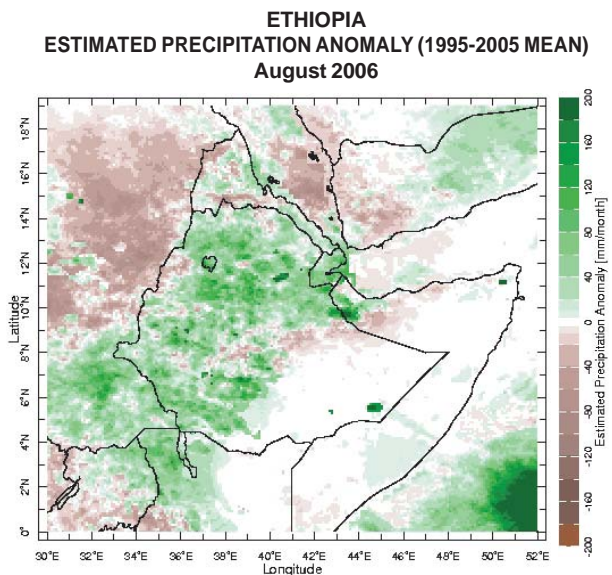 ETHIOPIA
ESTIMATED PRECIPITATION ANOMALY (1995-2005 MEAN)
August 2006
18°N
16°N
14°N
12°N
10°N
8°N
6°N
4°N
2°N
0°
Latitude
30°E 32°E 34°E 36°E 38°E 40°E 42°E 44°E 46°E 48°E 50°E 52°E
Longitude
200
160
120
80
40
0
-40
-80
-120
-160
-200
Estimated Precipitation Anomaly [mm/month]